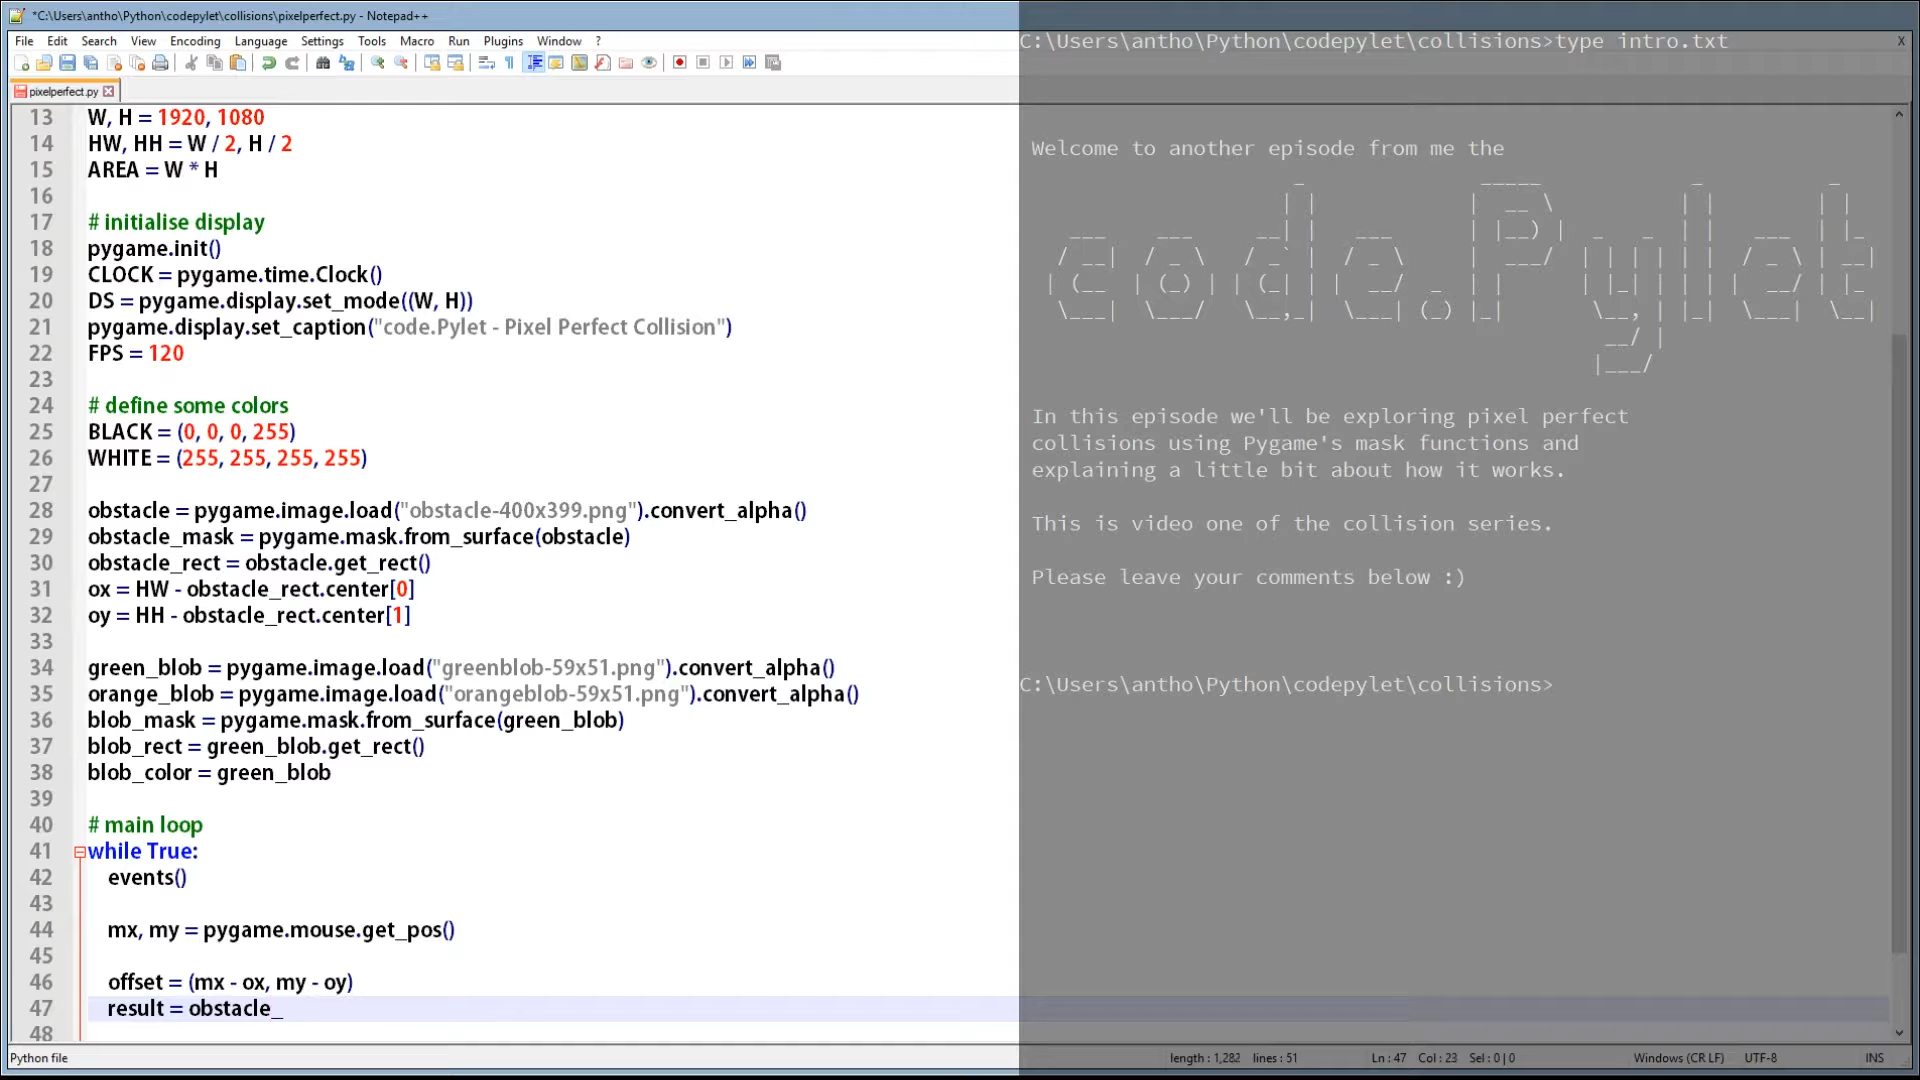 *C:\Users\antho\Python\codepylet\collisions\pixelperfect.py - Notepad++
File Edit Search View Encoding Language Settings Tools Macro Run Plugins Window ?
X
pixelperfect.py
13 W, H = 1920, 1080
14 HW, HH = W / 2, H / 2
15 AREA = W * H
16
17 # initialise display
18 pygame.init()
19 CLOCK = pygame.time.Clock()
20 DS = pygame.display.set_mode((W, H))
21 pygame.display.set_caption("code.Pylet - Pixel Perfect Collision")
22 FPS = 120
23
24 # define some colors
25 BLACK = (0, 0, 0, 255)
26 WHITE = (255, 255, 255, 255)
27
28 obstacle = pygame.image.load("obstacle-400x399.png").convert_alpha()
29 obstacle_mask = pygame.mask.from_surface(obstacle)
30 obstacle_rect = obstacle.get_rect()
31 ox = HW - obstacle_rect.center[0]
32 oy = HH - obstacle_rect.center[1]
33
34 green_blob = pygame.image.load("greenblob-59x51.png").convert_alpha()
35 orange_blob = pygame.image.load("orangeblob-59x51.png").convert_alpha()
36 blob_mask = pygame.mask.from_surface(green_blob)
37 blob_rect = green_blob.get_rect()
38 blob_color = green_blob
39
40 # main loop
41 while True:
42 events()
43
44 mx, my = pygame.mouse.get_pos()
45
46 offset = (mx - ox, my - oy)
47 result = obstacle_
48
C:\Users\antho\Python\codepylet\collisions>type intro.txt
Welcome to another episode from me the
code.Pylet
In this episode we'll be exploring pixel perfect
collisions using Pygame's mask functions and
explaining a little bit about how it works.
This is video one of the collision series.
Please leave your comments below :)
C:\Users\antho\Python\codepylet\collisions>
Python file length : 1,282 lines : 51 Ln : 47 Col : 23 Sel : 0 | 0 Windows (CR LF) UTF-8 INS